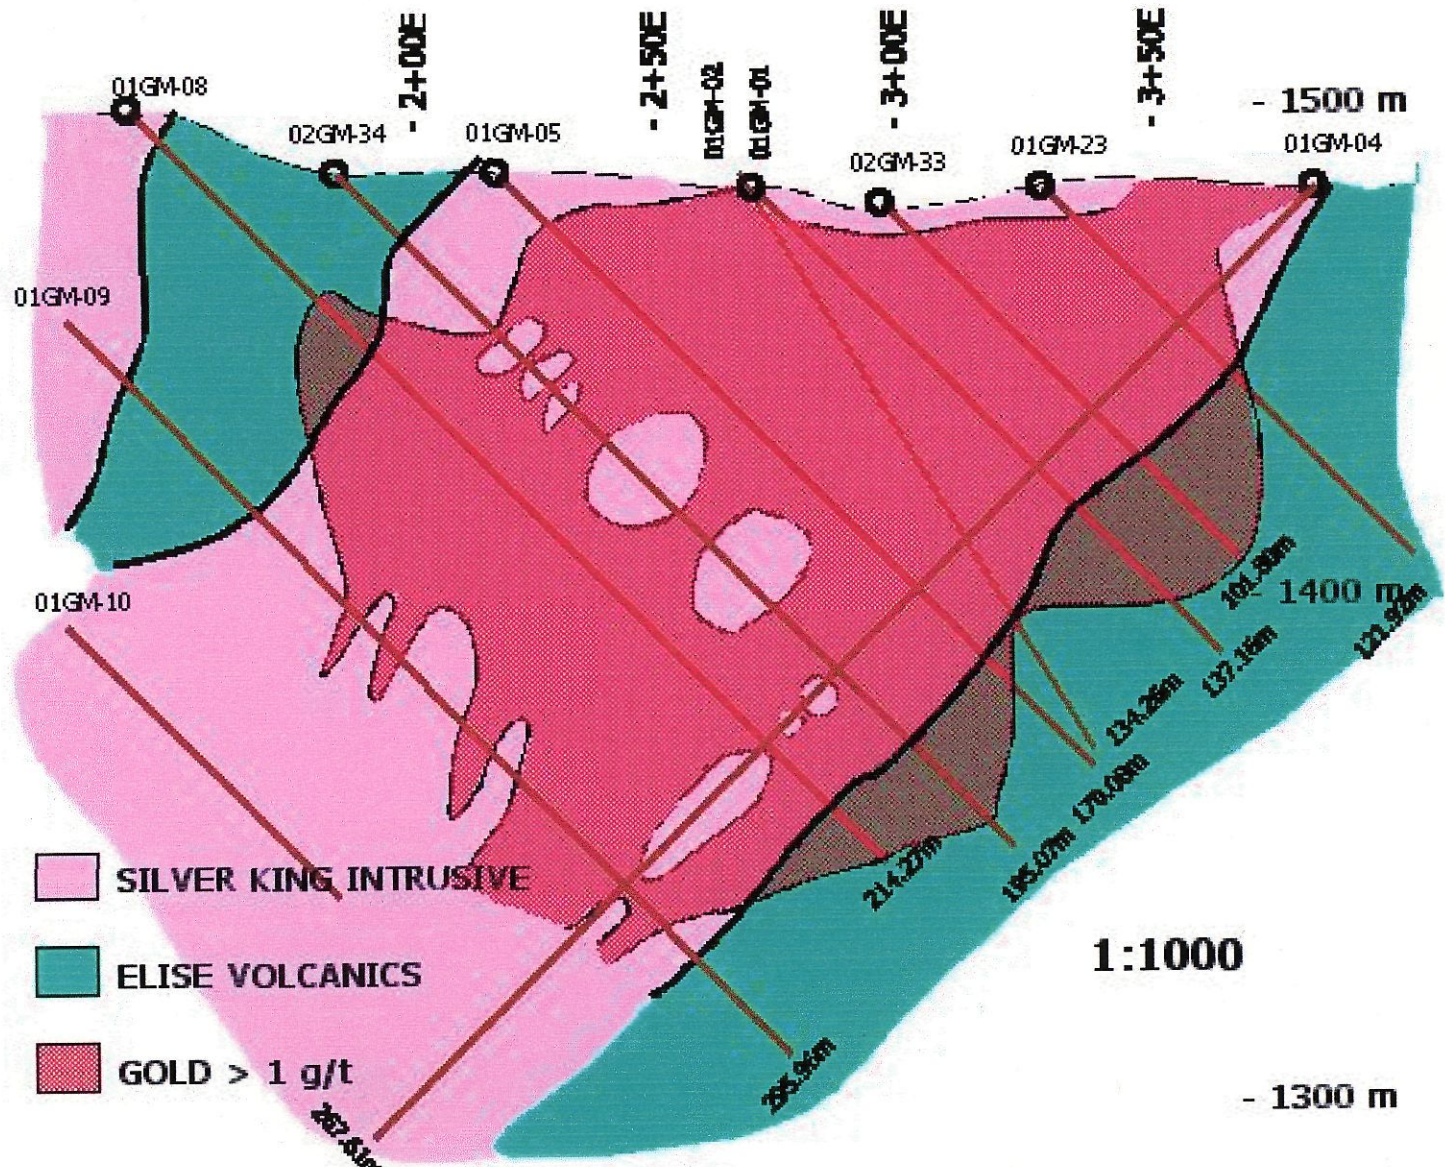 - 2+00E
- 2+50E
- 3+00E
- 3+50E
- 1500 m
01GM-08
02GM-34
01GM-05
01GM-02
01GM-01
02GM-33
01GM-23
01GM-04
01GM-09
01GM-10
101.80m
- 1400 m
121.92m
137.16m
134.26m
170.08m
195.07m
214.27m
SILVER KING INTRUSIVE
ELISE VOLCANICS
1:1000
GOLD > 1 g/t
295.96m
- 1300 m